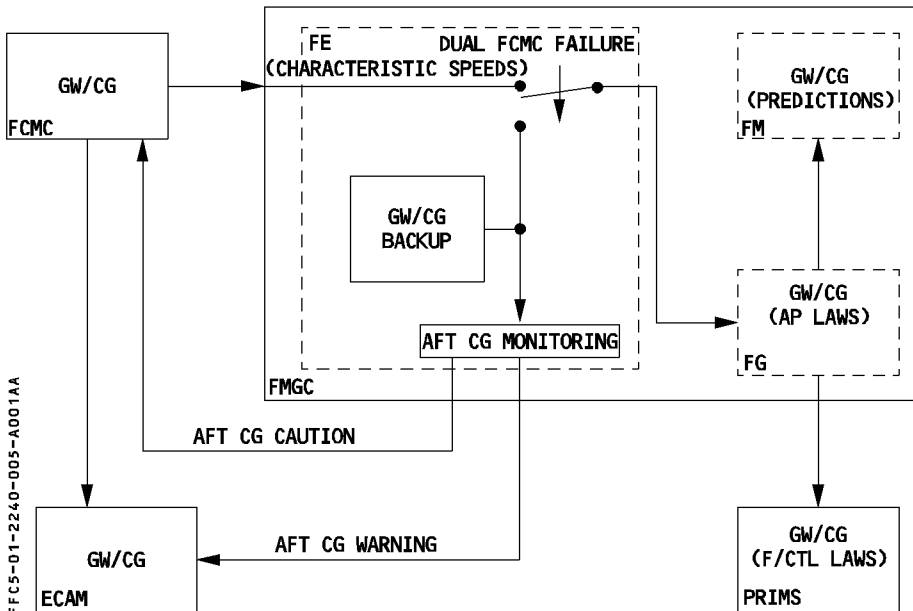 FE
DUAL FCMC FAILURE
(CHARACTERISTIC SPEEDS)
GW/CG
FCMC
GW/CG
(PREDICTIONS)
FM
GW/CG
BACKUP
GW/CG
(AP LAWS)
FG
AFT CG MONITORING
FMGC
AFT CG CAUTION
AFT CG WARNING
GW/CG
ECAM
GW/CG
(F/CTL LAWS)
PRIMS
FFC5-01-2240-005-A001AA